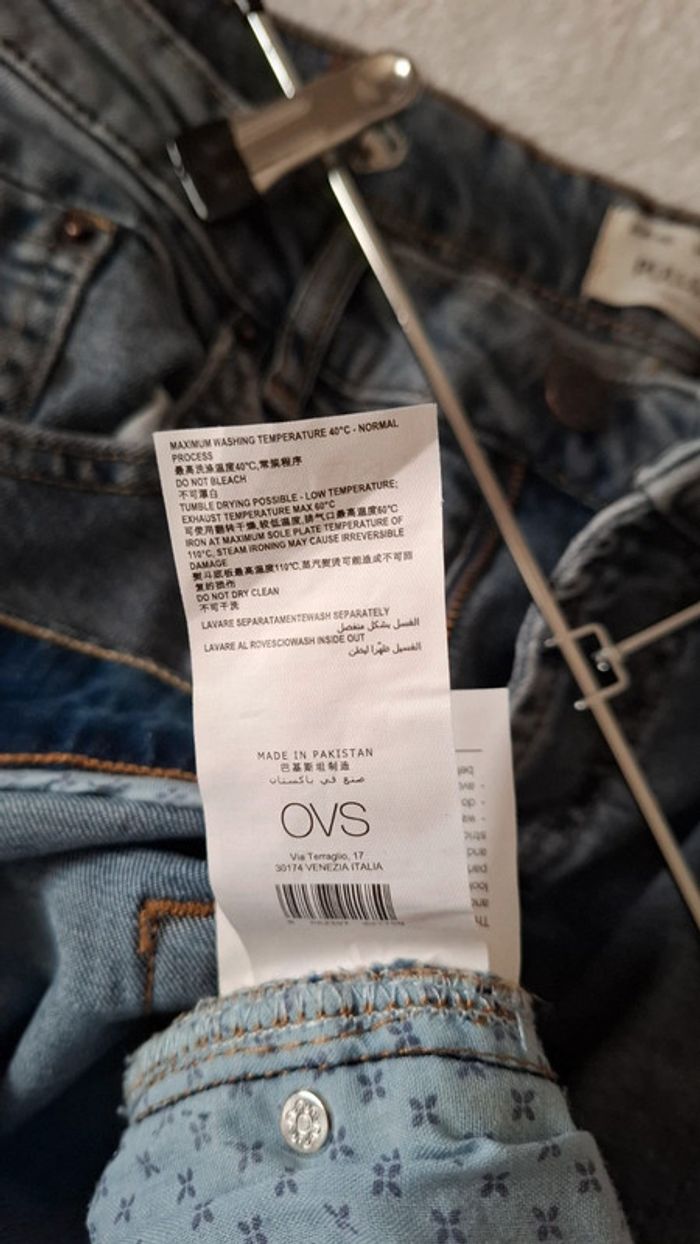 MAXIMUM WASHING TEMPERATURE 40°C - NORMAL
PROCESS
最高洗涤温度40℃,常规程序
DO NOT BLEACH
不可漂白
TUMBLE DRYING POSSIBLE - LOW TEMPERATURE;
EXHAUST TEMPERATURE MAX 60°C
可使用翻转干燥,较低温度,排气口最高温度60℃
IRON AT MAXIMUM SOLE PLATE TEMPERATURE OF
110°C, STEAM IRONING MAY CAUSE IRREVERSIBLE
DAMAGE
熨斗底板最高温度110℃,蒸汽熨烫可能造成不可回
复的损伤
DO NOT DRY CLEAN
不可干洗
LAVARE SEPARATAMENTEWASH SEPARATELY
الغسل بشكل منفصل
LAVARE AL ROVESCIOWASH INSIDE OUT
الغسيل ظهرًا لبطن
MADE IN PAKISTAN
巴基斯坦制造
صنع في باكستان
OVS
Via Terraglio, 17
30174 VENEZIA ITALIA